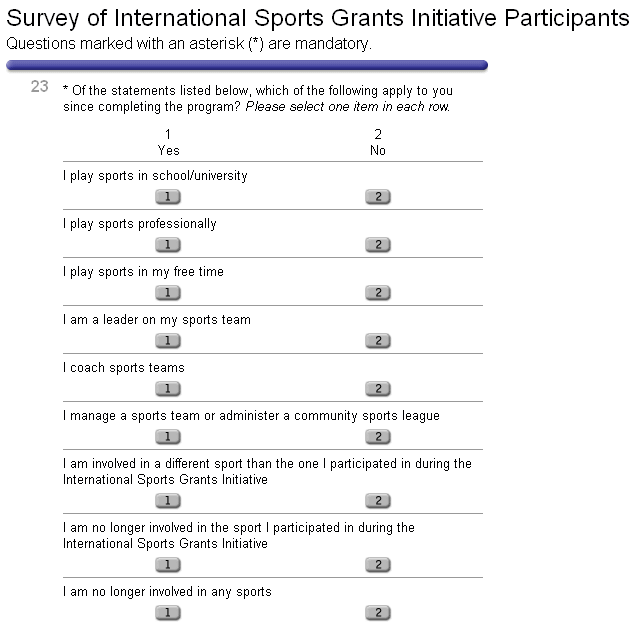 Survey of International Sports Grants Initiative Participants
Questions marked with an asterisk (*) are mandatory.
23
* Of the statements listed below, which of the following apply to you
since completing the program? Please select one item in each row.
1 2
Yes No
I play sports in school/university
1 2
I play sports professionally
1 2
I play sports in my free time
1 2
I am a leader on my sports team
1 2
I coach sports teams
1 2
I manage a sports team or administer a community sports league
1 2
I am involved in a different sport than the one I participated in during the
International Sports Grants Initiative
1 2
I am no longer involved in the sport I participated in during the
International Sports Grants Initiative
1 2
I am no longer involved in any sports
1 2